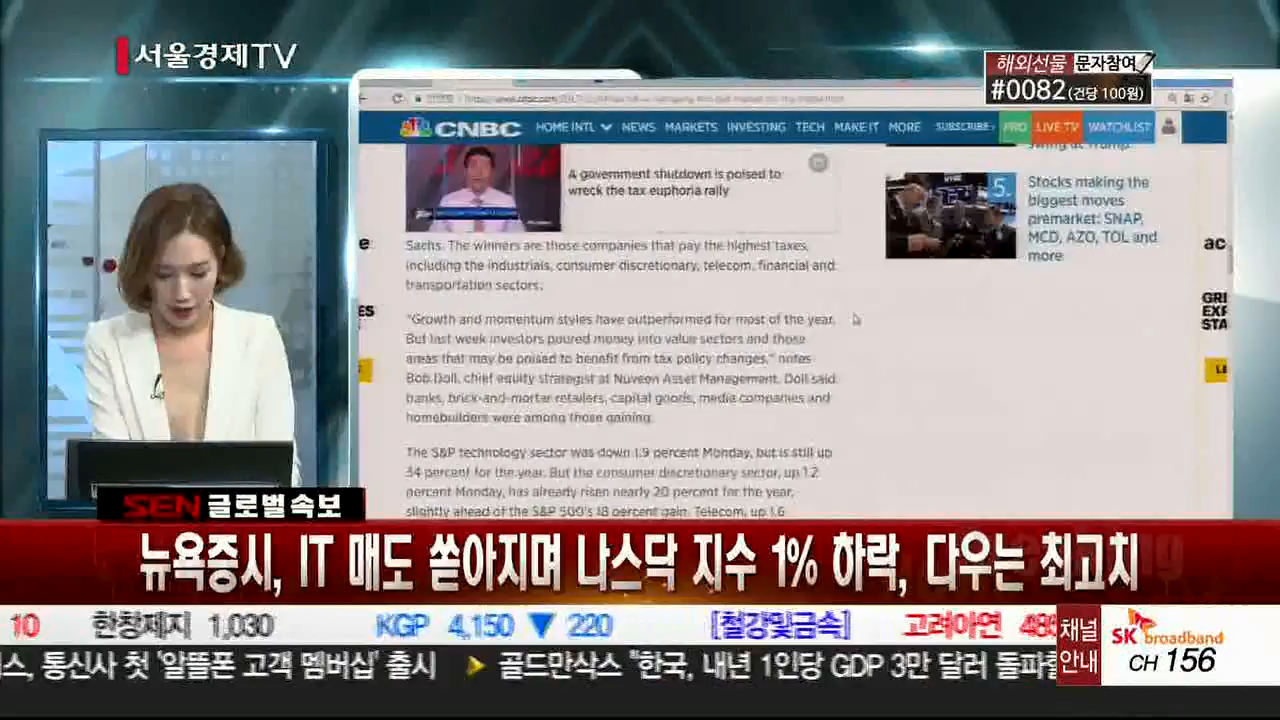 서울경제TV
해외선물 문자참여
#0082(건당 100원)
CNBC HOME INTL NEWS MARKETS INVESTING TECH MAKE IT MORE SUBSCRIBE PRO LIVE TV WATCHLIST
A government shutdown is poised to
wreck the tax euphoria rally
swing at Trump.
5.
Stocks making the
biggest moves
premarket: SNAP,
MCD, AZO, TOL and
more
Sachs. The winners are those companies that pay the highest taxes,
including the industrials, consumer discretionary, telecom, financial and
transportation sectors.
"Growth and momentum styles have outperformed for most of the year.
But last week investors poured money into value sectors and those
areas that may be poised to benefit from tax policy changes," notes
Bob Doll, chief equity strategist at Nuveen Asset Management. Doll said
banks, brick-and-mortar retailers, capital goods, media companies and
homebuilders were among those gaining.
The S&P technology sector was down 1.9 percent Monday, but is still up
34 percent for the year. But the consumer discretionary sector, up 1.2
percent Monday, has already risen nearly 20 percent for the year,
slightly ahead of the S&P 500's 18 percent gain. Telecom, up 1.6
e
ES
ac
GRE
EXP
STA
SEN 글로벌속보
뉴욕증시, IT 매도 쏟아지며 나스닥 지수 1% 하락, 다우는 최고치
10 한창제지 1,030 KGP 4,150 ▼ 220 [철강및금속] 고려아연 48
스, 통신사 첫 '알뜰폰 고객 멤버십' 출시 ▶ 골드만삭스 "한국, 내년 1인당 GDP 3만 달러 돌파할
채널
안내
SK broadband
CH 156